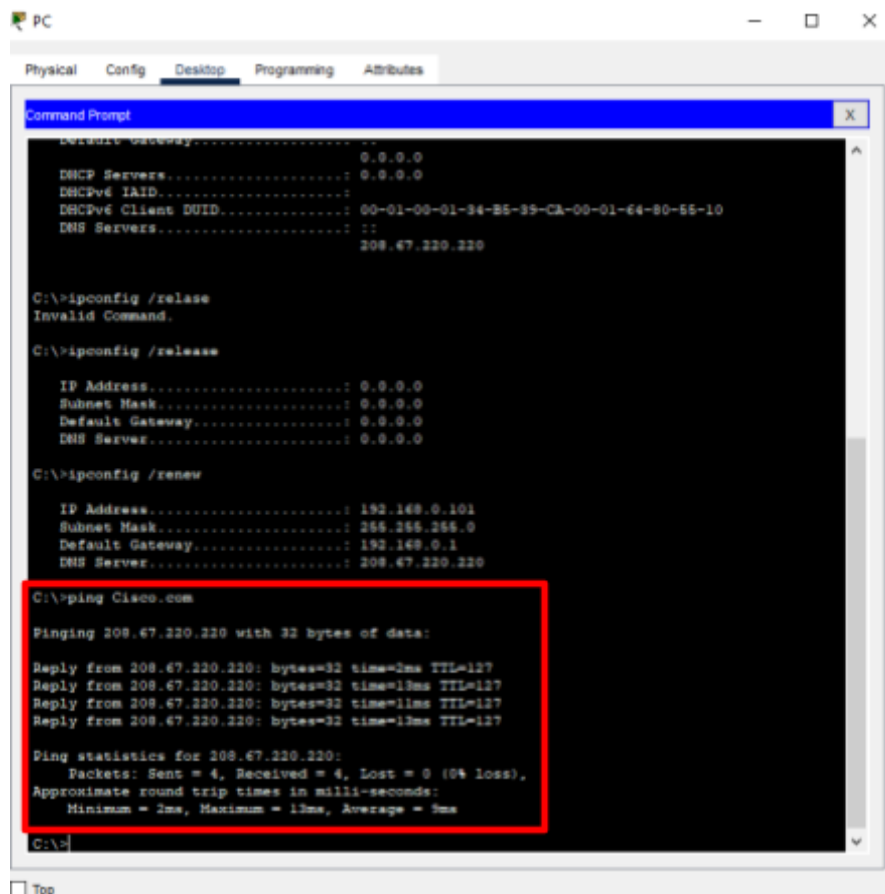 PC
Physical Config Desktop Programming Attributes
Command Prompt X
Default Gateway...................: ::
0.0.0.0
DHCP Servers......................: 0.0.0.0
DHCPv6 IAID.......................:
DHCPv6 Client DUID................: 00-01-00-01-34-B5-39-CA-00-01-64-80-55-10
DNS Servers.......................: ::
208.67.220.220
C:\>ipconfig /relase
Invalid Command.
C:\>ipconfig /release
IP Address......................: 0.0.0.0
Subnet Mask.....................: 0.0.0.0
Default Gateway.................: 0.0.0.0
DNS Server......................: 0.0.0.0
C:\>ipconfig /renew
IP Address......................: 192.168.0.101
Subnet Mask.....................: 255.255.255.0
Default Gateway.................: 192.168.0.1
DNS Server......................: 208.67.220.220
C:\>ping Cisco.com
Pinging 208.67.220.220 with 32 bytes of data:
Reply from 208.67.220.220: bytes=32 time=2ms TTL=127
Reply from 208.67.220.220: bytes=32 time=13ms TTL=127
Reply from 208.67.220.220: bytes=32 time=11ms TTL=127
Reply from 208.67.220.220: bytes=32 time=13ms TTL=127
Ping statistics for 208.67.220.220:
Packets: Sent = 4, Received = 4, Lost = 0 (0% loss),
Approximate round trip times in milli-seconds:
Minimum = 2ms, Maximum = 13ms, Average = 9ms
C:\>
Top